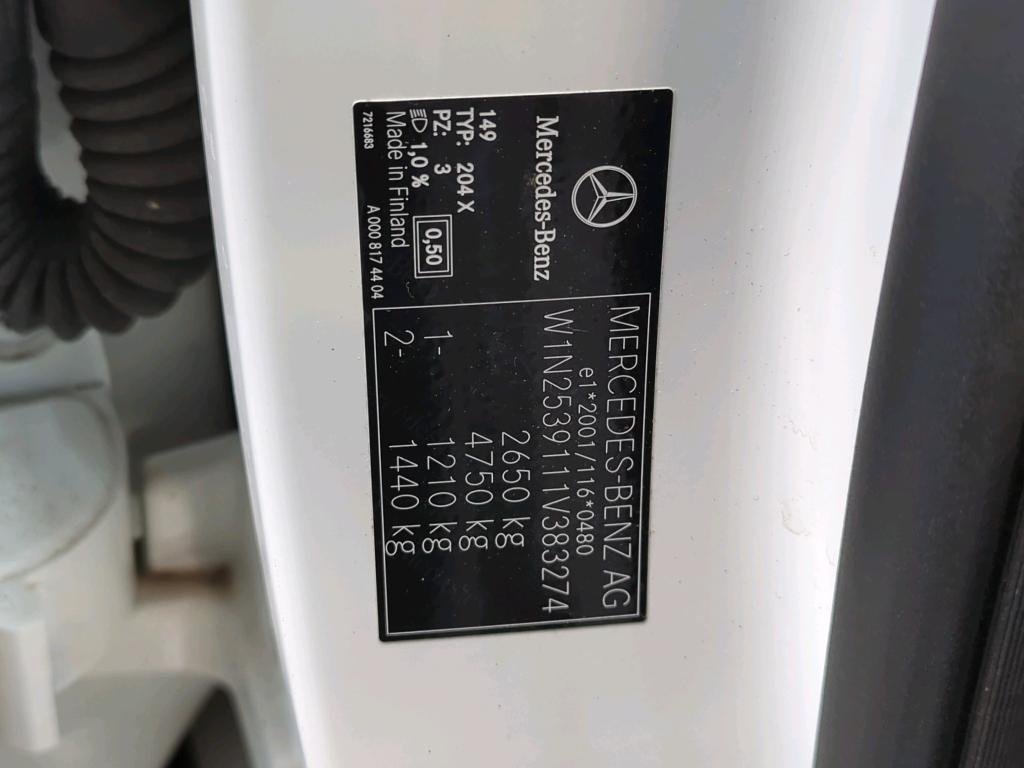 Mercedes-Benz
149
TYP: 204 X
PZ: 3
1,0 %
0,50
Made in Finland
7216683
A 000 817 44 04
MERCEDES-BENZ AG
e1*2001/116*0480
W1N2539111V383274
2650 kg
4750 kg
1- 1210 kg
2- 1440 kg